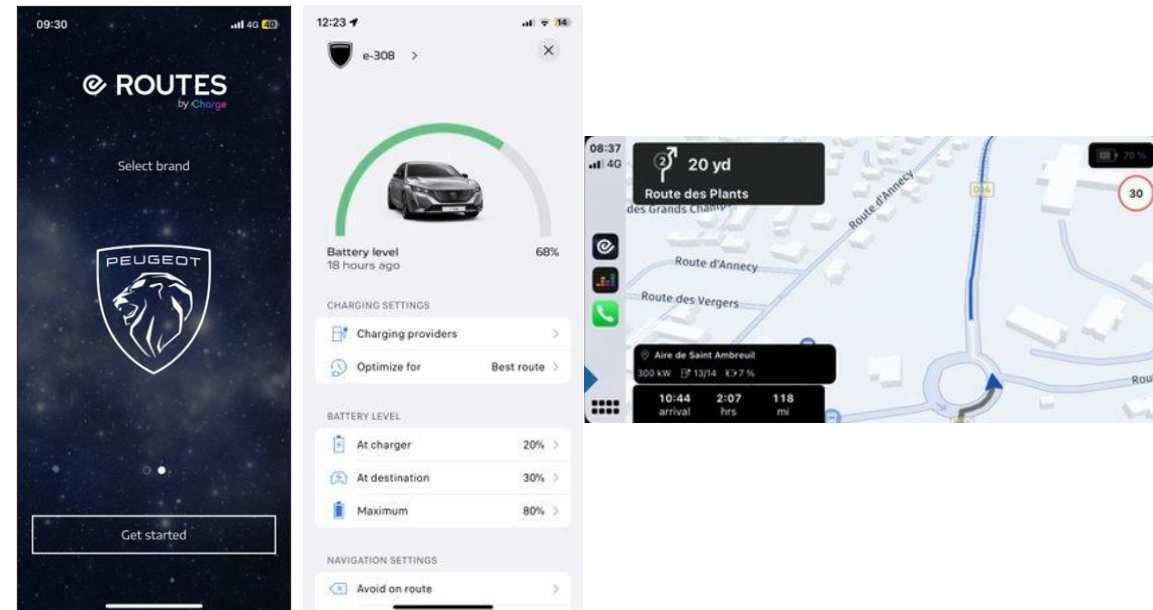 09:30
4G 40
ROUTES
by Charge
Select brand
PEUGEOT
Get started
12:23
14
e-308 >
Battery level 68%
18 hours ago
CHARGING SETTINGS
Charging providers
Optimize for Best route
BATTERY LEVEL
At charger 20%
At destination 30%
Maximum 80%
NAVIGATION SETTINGS
Avoid on route
08:37
4G
2
20 yd
Route des Plants
70 %
30
des Grands Champs
Route d'Annecy
Route d'Annecy
Route des Vergers
Aire de Saint Ambreuil
300 kW 13/14 7 %
10:44 2:07 118
arrival hrs mi
Rou